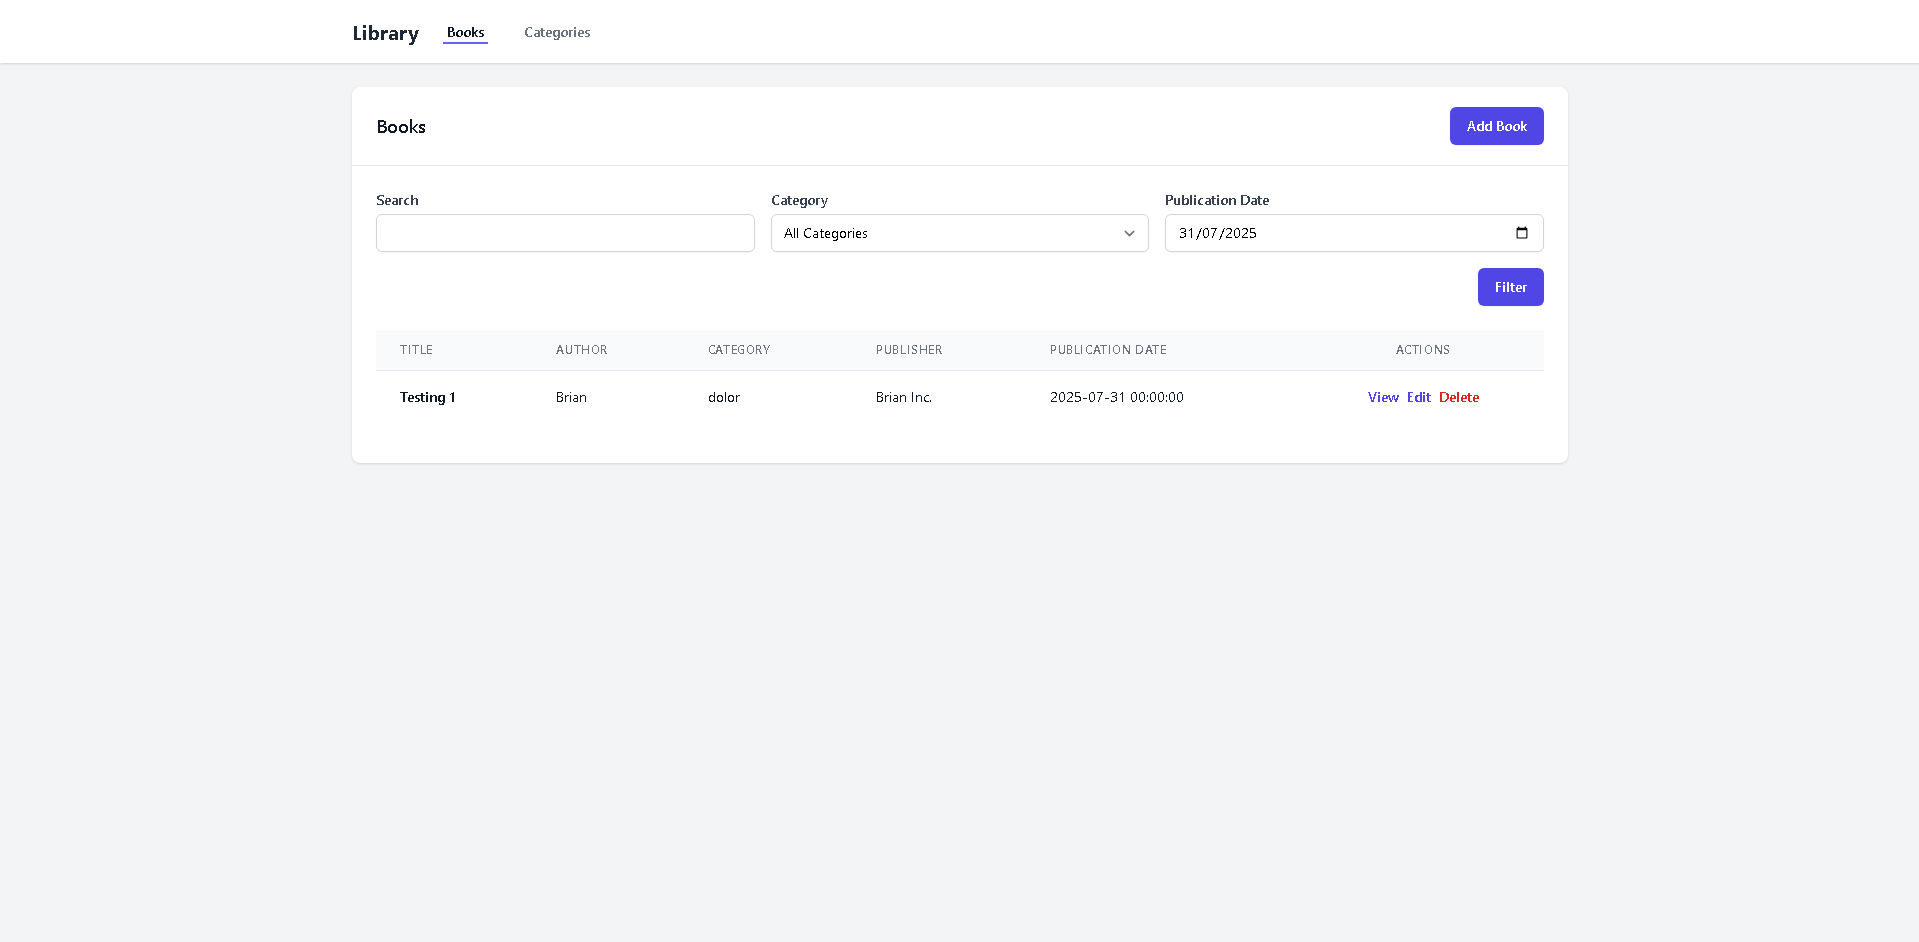 Library Books Categories
Books Add Book
Search Category Publication Date
All Categories 31/07/2025
Filter
TITLE AUTHOR CATEGORY PUBLISHER PUBLICATION DATE ACTIONS
Testing 1 Brian dolor Brian Inc. 2025-07-31 00:00:00 View Edit Delete